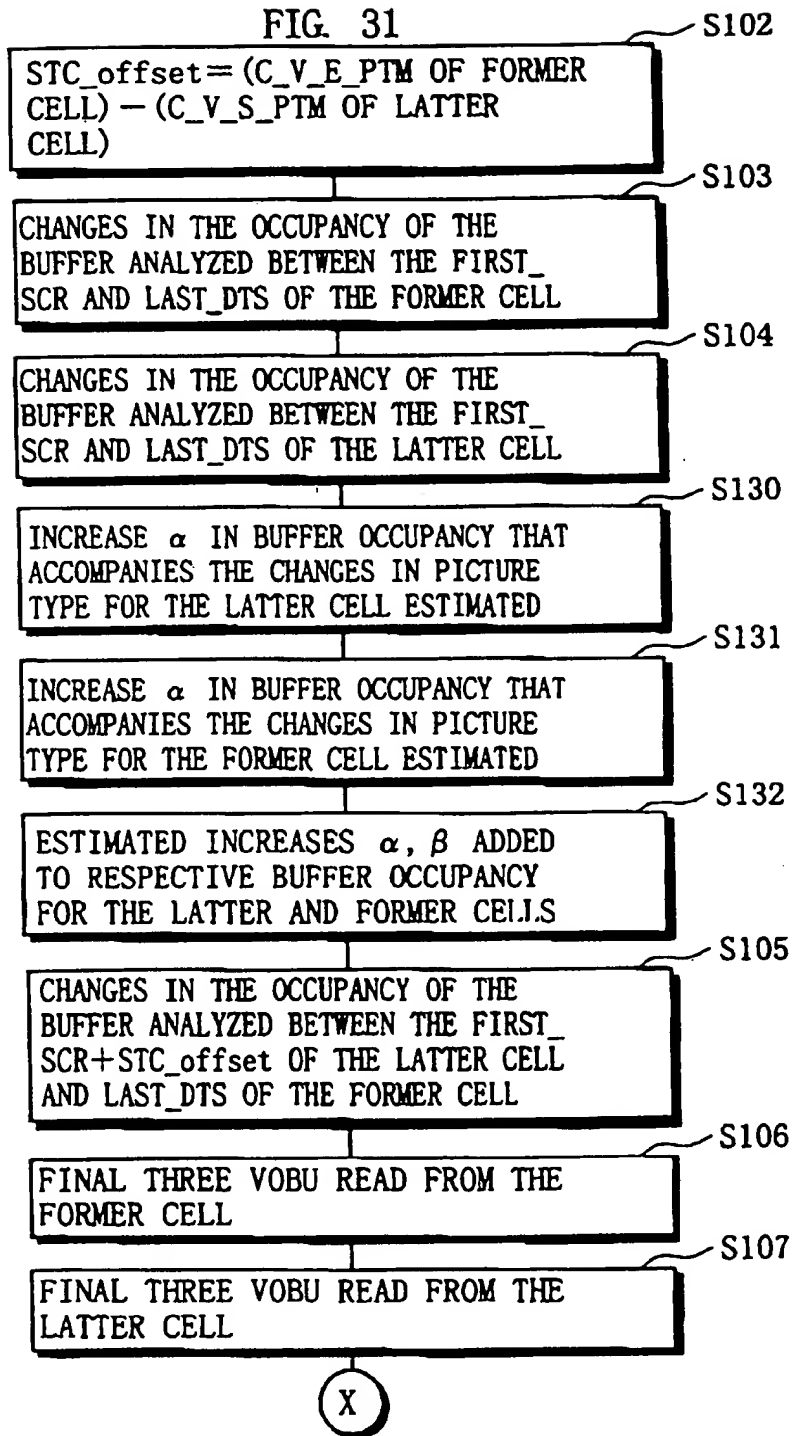 FIG. 31
S102
STC_offset=(C_V_E_PTM OF FORMER
CELL)-(C_V_S_PTM OF LATTER
CELL)
S103
CHANGES IN THE OCCUPANCY OF THE
BUFFER ANALYZED BETWEEN THE FIRST_
SCR AND LAST_DTS OF THE FORMER CELL
S104
CHANGES IN THE OCCUPANCY OF THE
BUFFER ANALYZED BETWEEN THE FIRST_
SCR AND LAST_DTS OF THE LATTER CELL
S130
INCREASE α IN BUFFER OCCUPANCY THAT
ACCOMPANIES THE CHANGES IN PICTURE
TYPE FOR THE LATTER CELL ESTIMATED
S131
INCREASE α IN BUFFER OCCUPANCY THAT
ACCOMPANIES THE CHANGES IN PICTURE
TYPE FOR THE FORMER CELL ESTIMATED
S132
ESTIMATED INCREASES α, β ADDED
TO RESPECTIVE BUFFER OCCUPANCY
FOR THE LATTER AND FORMER CELLS
S105
CHANGES IN THE OCCUPANCY OF THE
BUFFER ANALYZED BETWEEN THE FIRST_
SCR+STC_offset OF THE LATTER CELL
AND LAST_DTS OF THE FORMER CELL
S106
FINAL THREE VOBU READ FROM THE
FORMER CELL
S107
FINAL THREE VOBU READ FROM THE
LATTER CELL
X